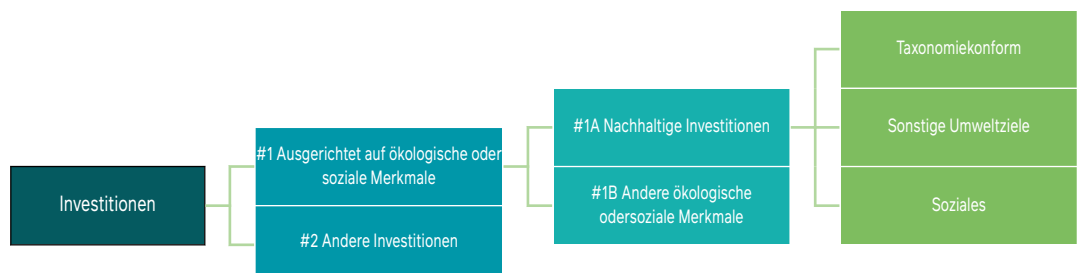 Investitionen
#1 Ausgerichtet auf ökologische oder
soziale Merkmale
#2 Andere Investitionen
#1A Nachhaltige Investitionen
#1B Andere ökologische
odersoziale Merkmale
Taxonomiekonform
Sonstige Umweltziele
Soziales